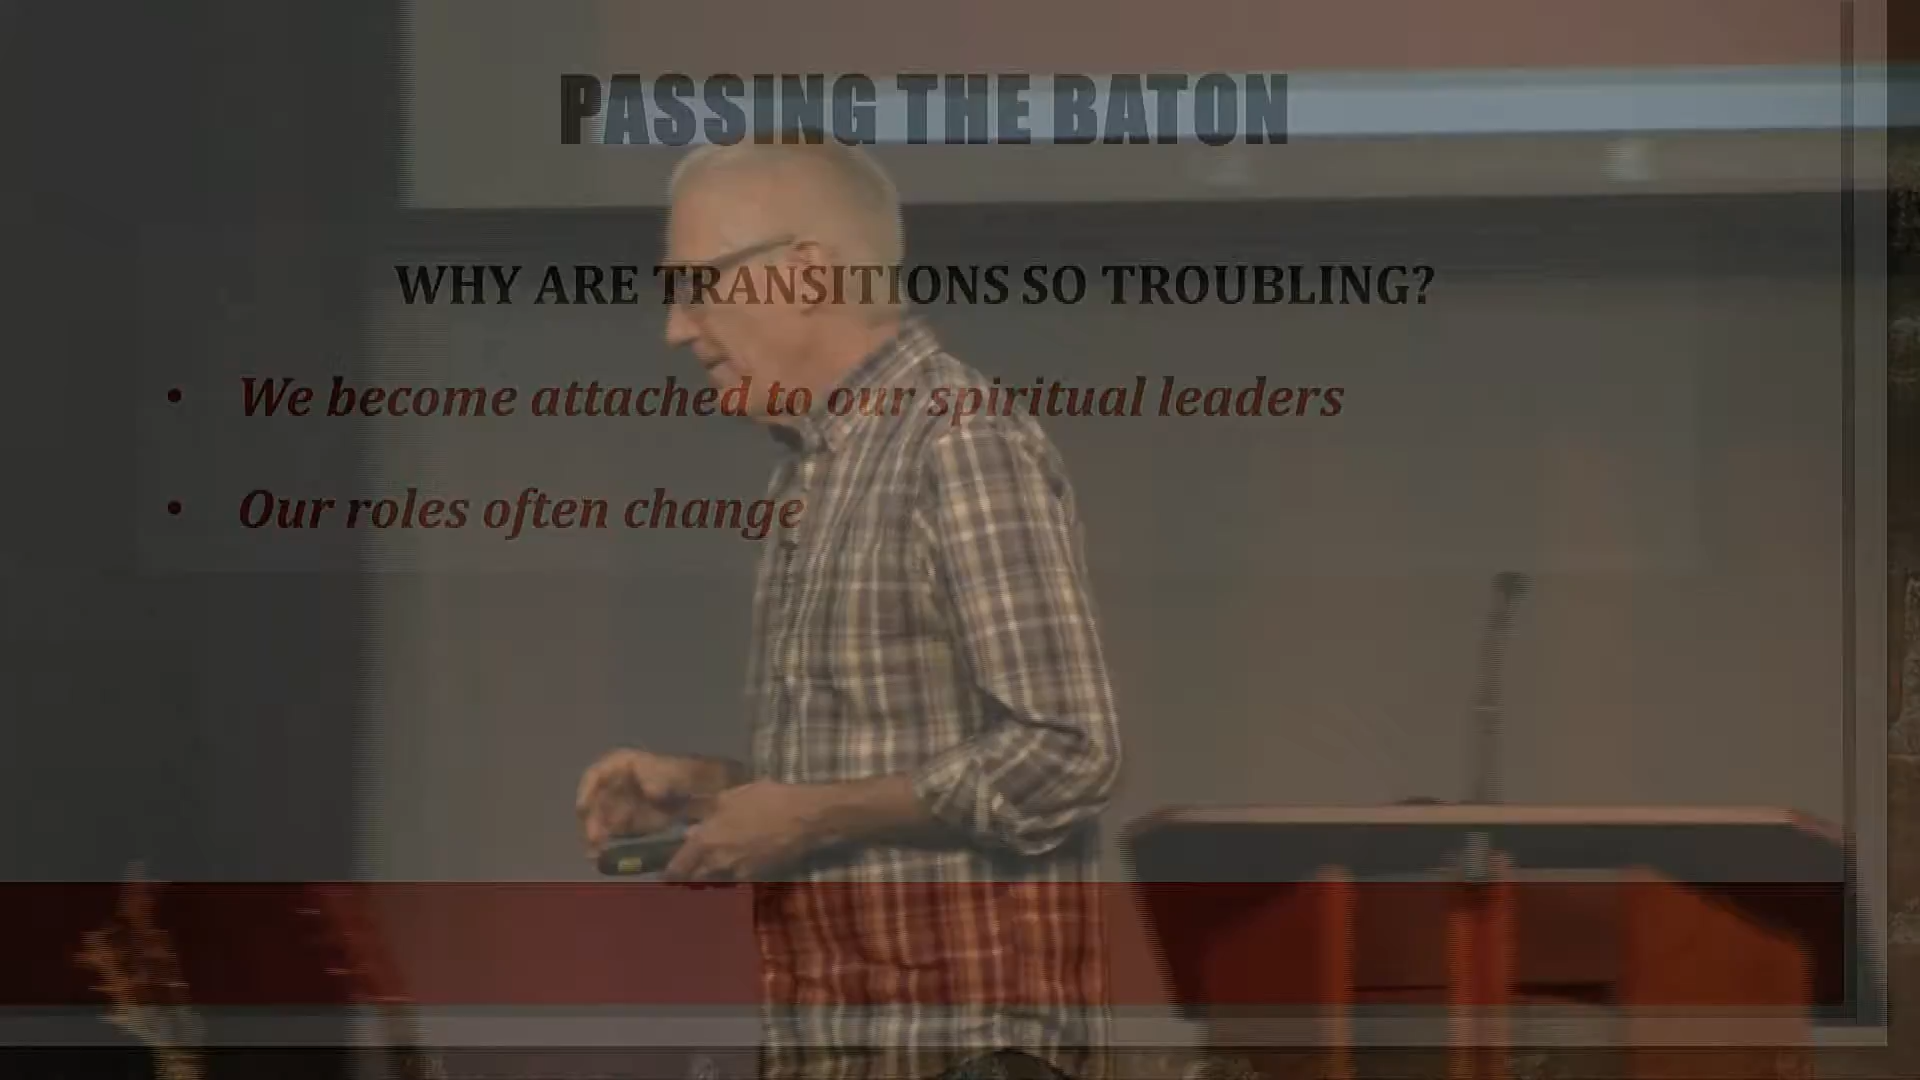 PASSING THE BATON
WHY ARE TRANSITIONS SO TROUBLING?
• We become attached to our spiritual leaders
• Our roles often change